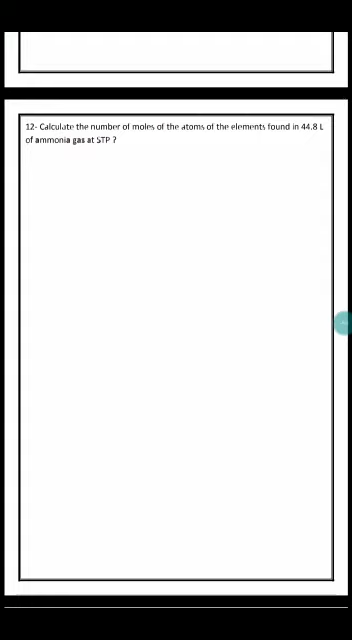 12- Calculate the number of moles of the atoms of the elements found in 44.8 L
of ammonia gas at STP ?